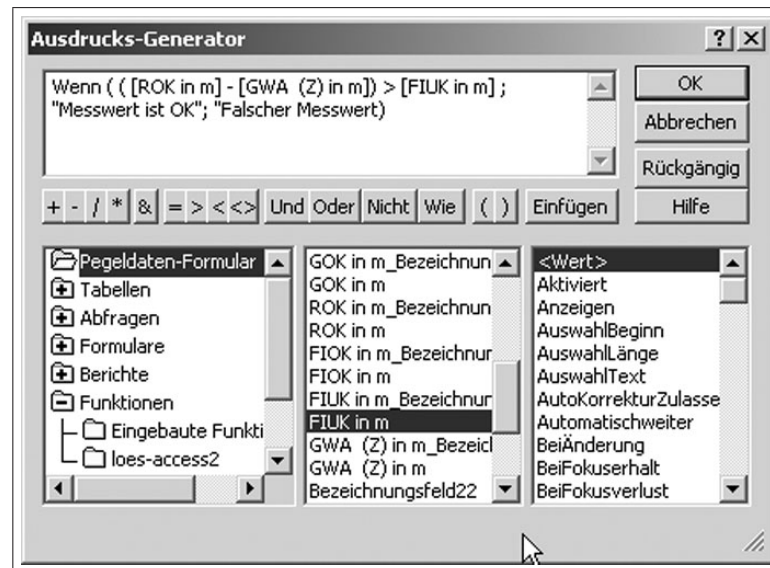 Ausdrucks-Generator
Wenn ( ( [ROK in m] - [GWA (Z) in m]) > [FIUK in m] ;
"Messwert ist OK"; "Falscher Messwert)
OK
Abbrechen
Rückgängig
Hilfe
+ - / * & = > < <> Und Oder Nicht Wie ( ) Einfügen
Pegeldaten-Formular
Tabellen
Abfragen
Formulare
Berichte
Funktionen
Eingebaute Funkti
loes-access2
GOK in m_Bezeichnun
GOK in m
ROK in m_Bezeichnun
ROK in m
FIOK in m_Bezeichnur
FIOK in m
FIUK in m_Bezeichnur
FIUK in m
GWA (Z) in m_Bezeicl
GWA (Z) in m
Bezeichnungsfeld22
<Wert>
Aktiviert
Anzeigen
AuswahlBeginn
AuswahlLänge
AuswahlText
AutoKorrekturZulasse
Automatischweiter
BeiÄnderung
BeiFokuserhalt
BeiFokusverlust